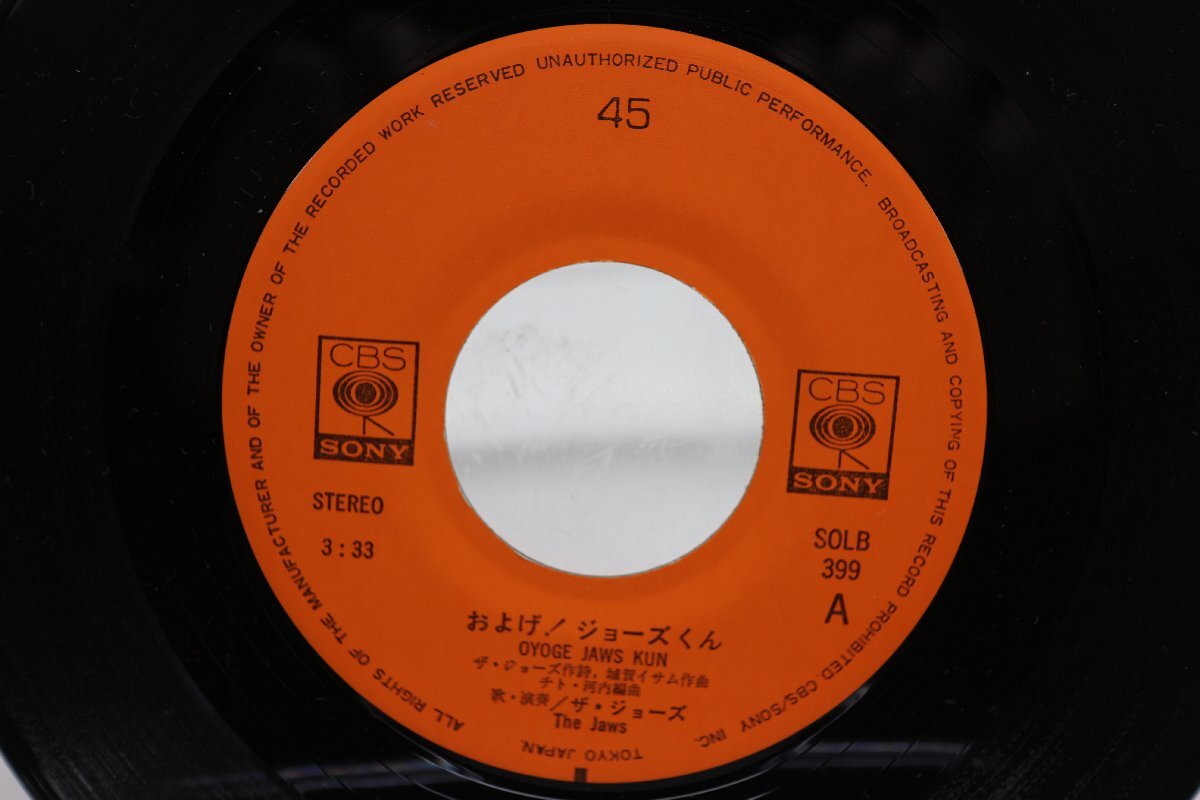 ALL RIGHTS OF THE MANUFACTURER AND OF THE OWNER OF THE RECORDED WORK RESERVED UNAUTHORIZED PUBLIC PERFORMANCE. BROADCASTING AND COPYING OF THIS RECORD PROHIBITED. CBS/SONY INC.
TOKYO JAPAN.
45
CBS
SONY
STEREO
3:33
CBS
SONY
SOLB
399
A
およげ!ジョーズくん
OYOGE JAWS KUN
ザ・ジョーズ作詩,城賀イサム作曲
チト・河内編曲
歌・演奏/ザ・ジョーズ
The Jaws